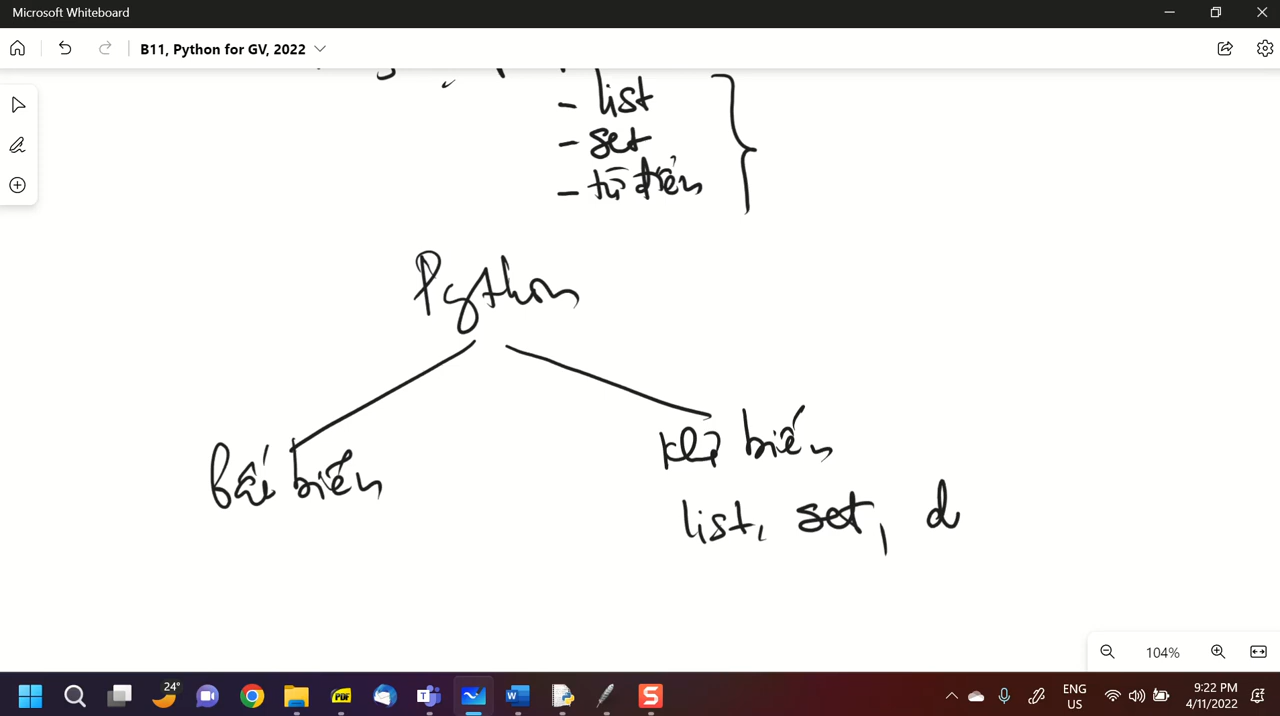 Microsoft Whiteboard
B11, Python for GV, 2022
- list
- set
- từ điển
Python
Bất biến
Khả biến
list, set, d
104%
24°
ENG
US
9:22 PM
4/11/2022